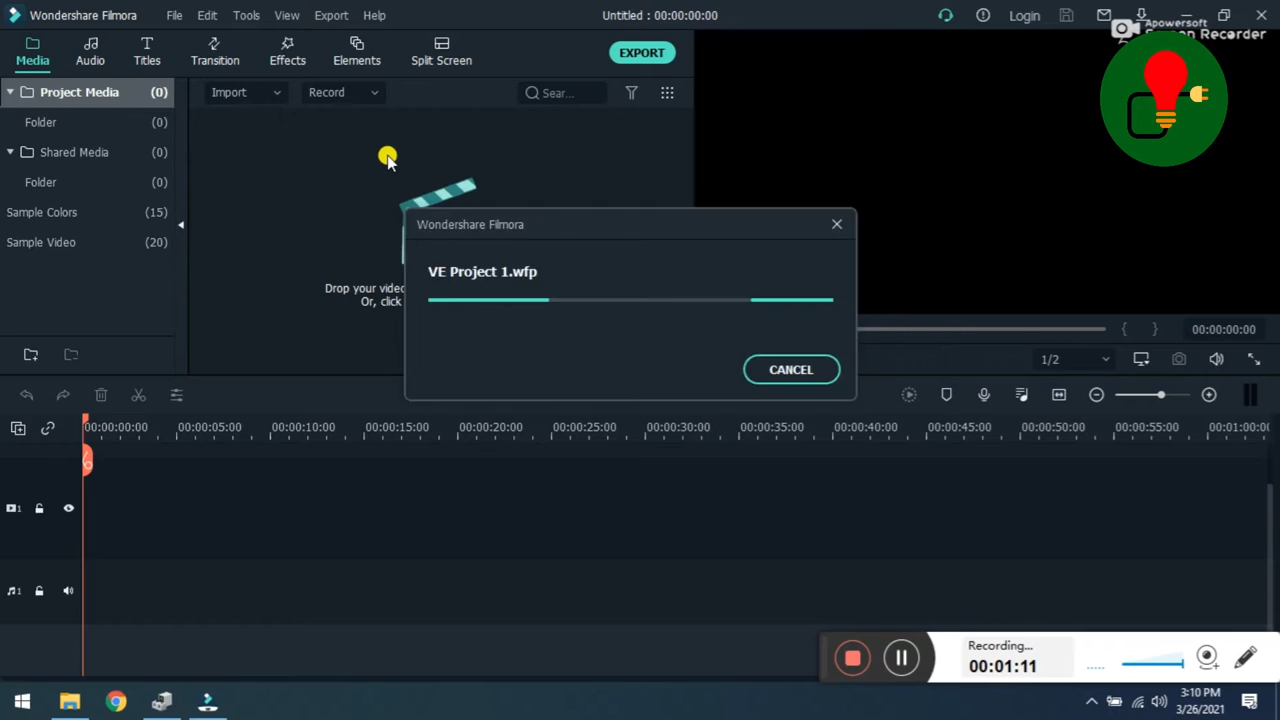 Wondershare Filmora File Edit Tools View Export Help Untitled : 00:00:00:00 Login
Apowersoft
Screen Recorder
Media Audio Titles Transition Effects Elements Split Screen EXPORT
Project Media (0) Import Record Sear...
Folder (0)
Shared Media (0)
Folder (0)
Sample Colors (15)
Sample Video (20)
Wondershare Filmora
VE Project 1.wfp
CANCEL
Drop your video
Or, click
{ } 00:00:00:00
1/2
00:00:00:00 00:00:05:00 00:00:10:00 00:00:15:00 00:00:20:00 00:00:25:00 00:00:30:00 00:00:35:00 00:00:40:00 00:00:45:00 00:00:50:00 00:00:55:00 00:01:00:0
1
1
Recording...
00:01:11
3:10 PM
3/26/2021